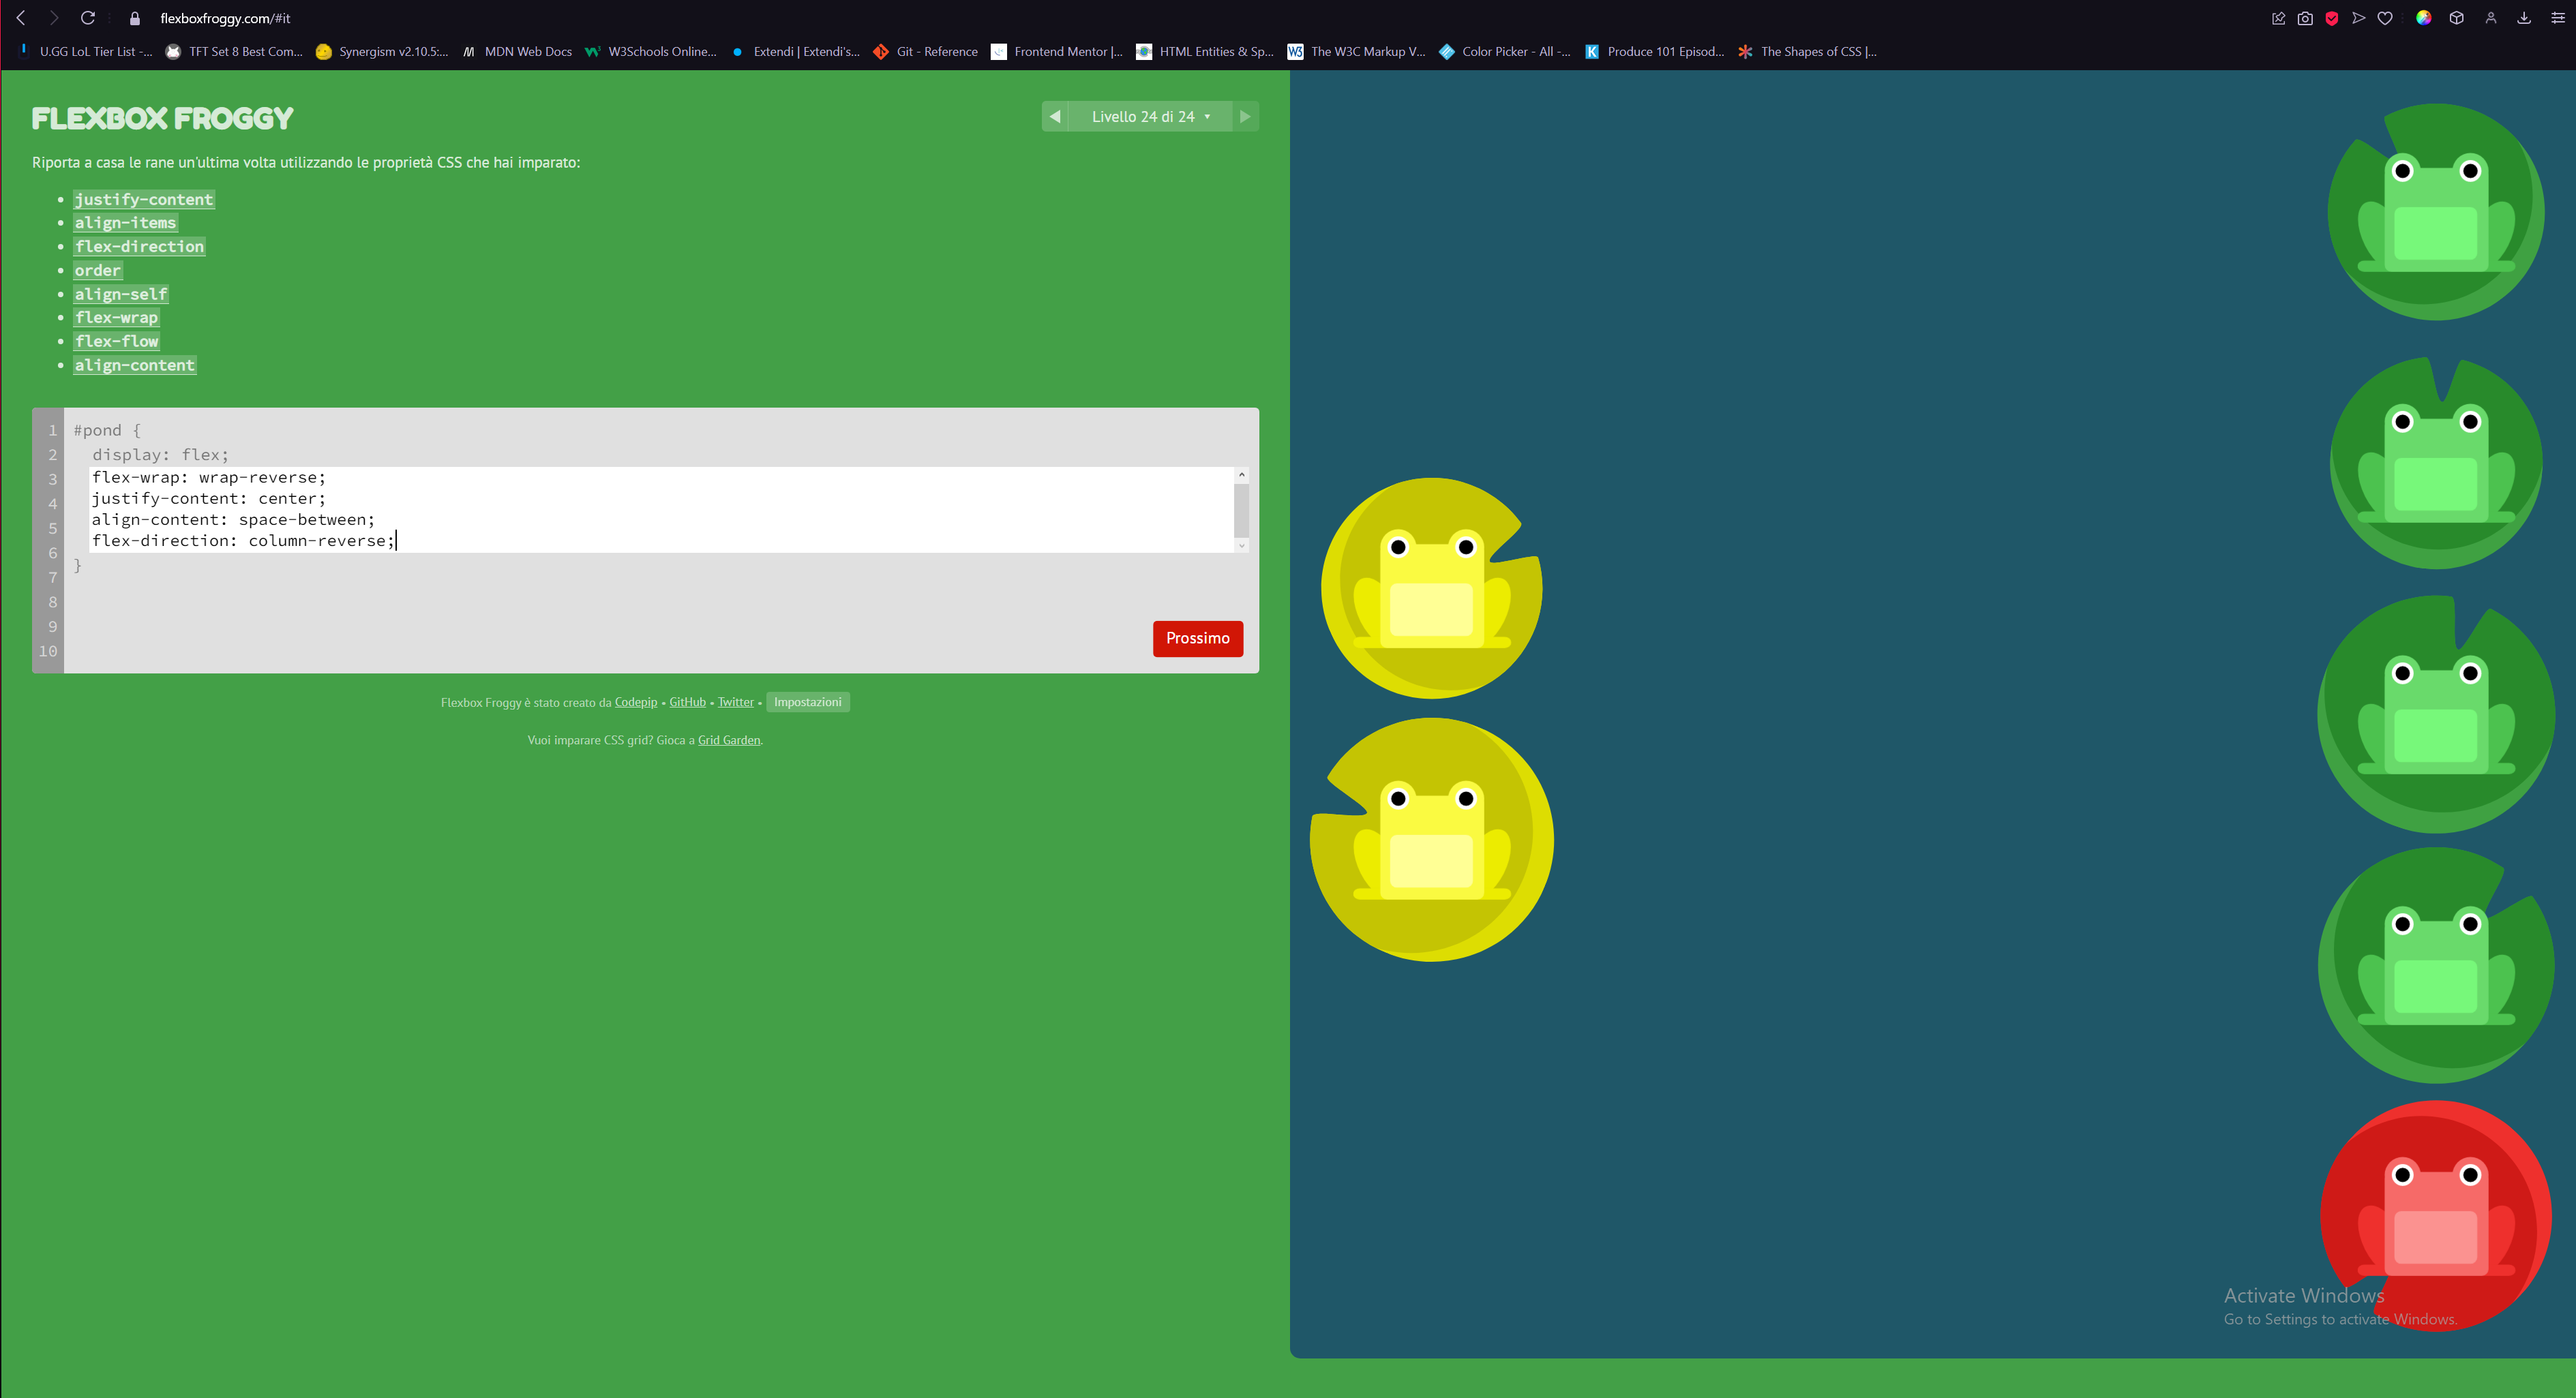 flexboxfroggy.com/#it
U.GG LoL Tier List -... TFT Set 8 Best Com... Synergism v2.10.5:... MDN Web Docs W3Schools Online... Extendi | Extendi's... Git - Reference Frontend Mentor |... HTML Entities & Sp... The W3C Markup V... Color Picker - All -... Produce 101 Episod... The Shapes of CSS |...
FLEXBOX FROGGY
Livello 24 di 24
Riporta a casa le rane un'ultima volta utilizzando le proprietà CSS che hai imparato:
justify-content
align-items
flex-direction
order
align-self
flex-wrap
flex-flow
align-content
1 #pond {
2 display: flex;
3 flex-wrap: wrap-reverse;
4 justify-content: center;
5 align-content: space-between;
6 flex-direction: column-reverse;
7 }
8
9
10
Prossimo
Flexbox Froggy è stato creato da Codepip • GitHub • Twitter • Impostazioni
Vuoi imparare CSS grid? Gioca a Grid Garden.
Activate Windows
Go to Settings to activate Windows.